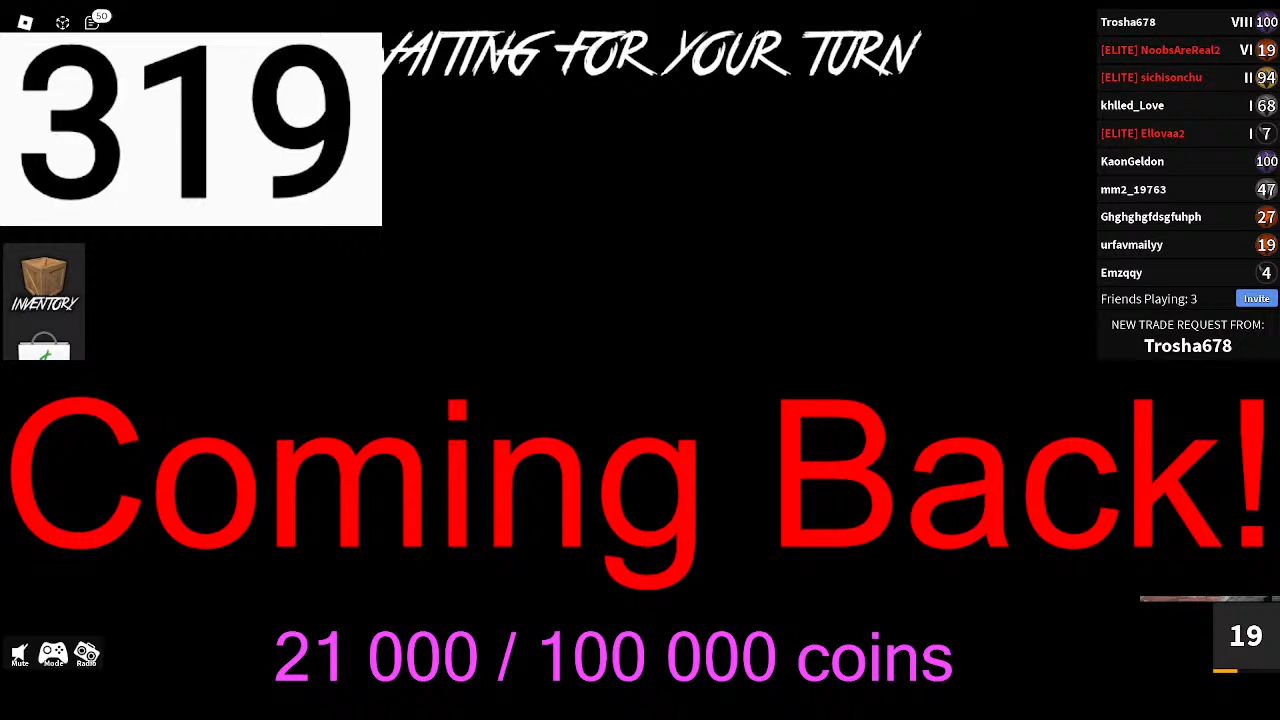 50
WAITING FOR YOUR TURN
319
INVENTORY
Trosha678 VIII 100
[ELITE] NoobsAreReal2 VI 19
[ELITE] sichisonchu II 94
khlled_Love I 68
[ELITE] Ellovaa2 I 7
KaonGeldon 100
mm2_19763 47
Ghghghgfdsgfuhph 27
urfavmailyy 19
Emzqqy 4
Friends Playing: 3 Invite
NEW TRADE REQUEST FROM:
Trosha678
Coming Back!
Mute Mode Radio
21 000 / 100 000 coins
19